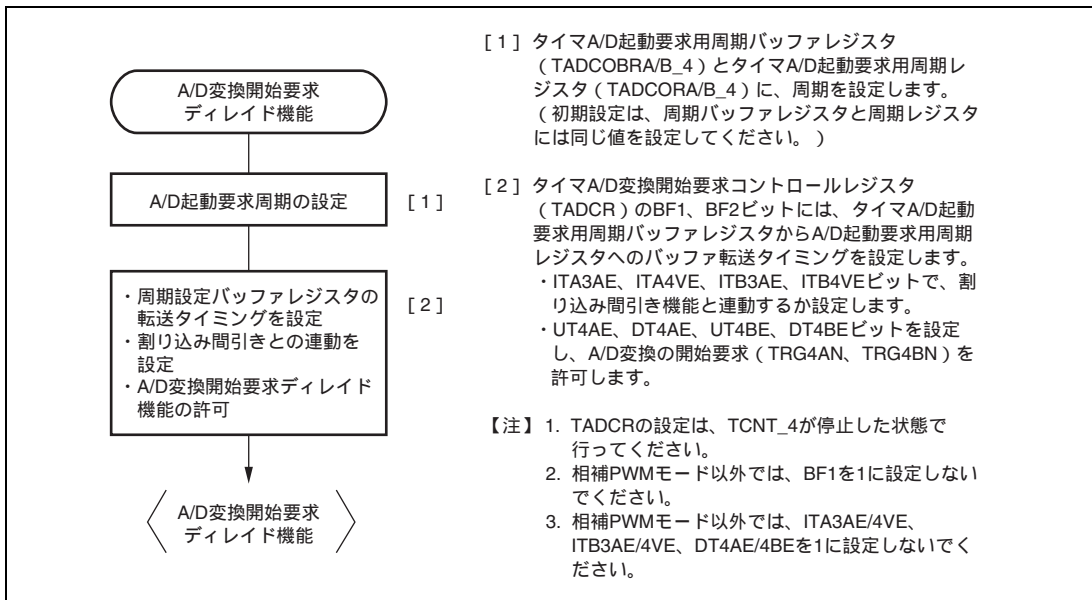 A/D変換開始要求
ディレイド機能
A/D起動要求周期の設定
[ 1 ]
・周期設定バッファレジスタの
転送タイミングを設定
・割り込み間引きとの連動を
設定
・A/D変換開始要求ディレイド
機能の許可
[ 2 ]
A/D変換開始要求
ディレイド機能
[ 1 ] タイマA/D起動要求用周期バッファレジスタ
(TADCOBRA/B_4)とタイマA/D起動要求用周期レ
ジスタ(TADCORA/B_4)に、周期を設定します。
(初期設定は、周期バッファレジスタと周期レジスタ
には同じ値を設定してください。)
[ 2 ] タイマA/D変換開始要求コントロールレジスタ
(TADCR)のBF1、BF2ビットには、タイマA/D起動
要求用周期バッファレジスタからA/D起動要求用周期
レジスタへのバッファ転送タイミングを設定します。
・ITA3AE、ITA4VE、ITB3AE、ITB4VEビットで、割
り込み間引き機能と連動するか設定します。
・UT4AE、DT4AE、UT4BE、DT4BEビットを設定
し、A/D変換の開始要求(TRG4AN、TRG4BN)を
許可します。
【注】1. TADCRの設定は、TCNT_4が停止した状態で
行ってください。
2. 相補PWMモード以外では、BF1を1に設定しない
でください。
3. 相補PWMモード以外では、ITA3AE/4VE、
ITB3AE/4VE、DT4AE/4BEを1に設定しないでく
ださい。